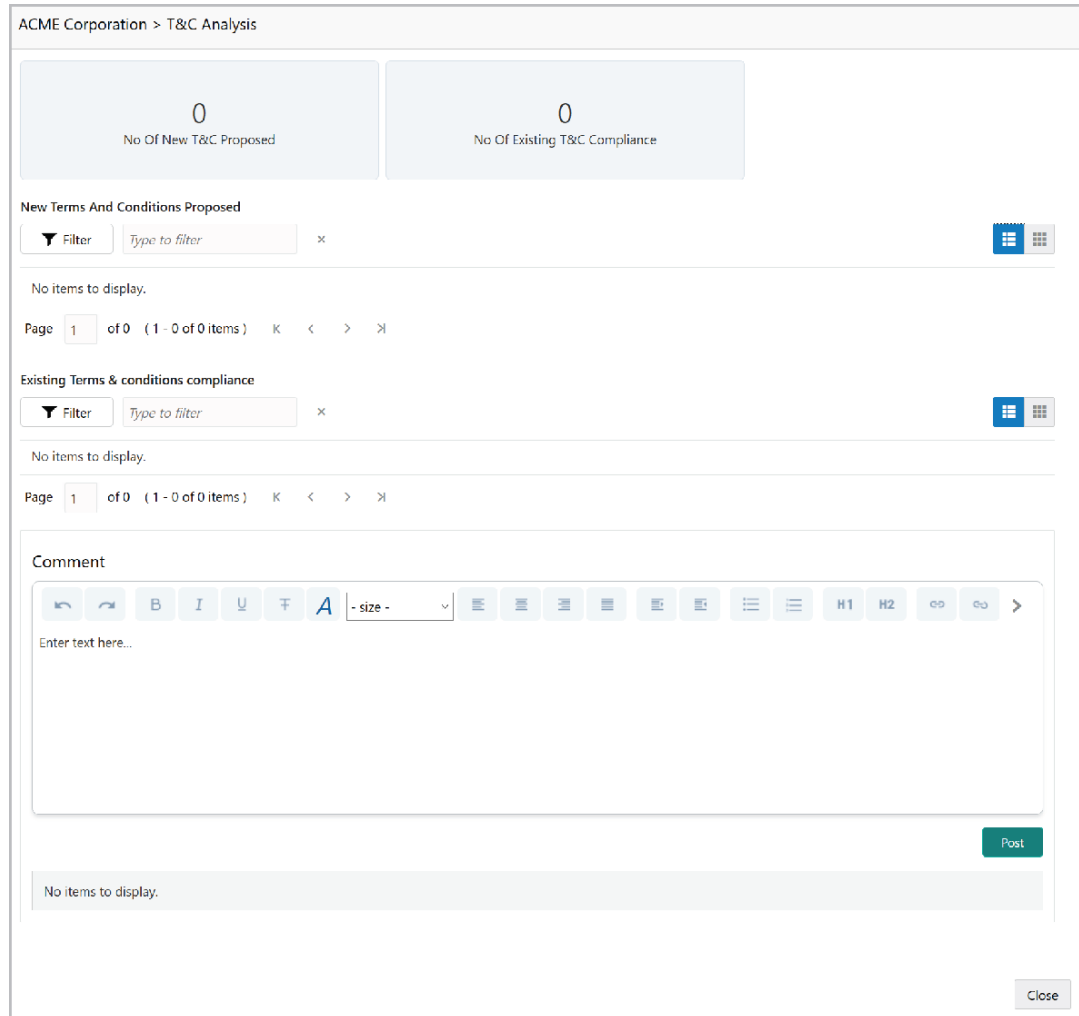 ACME Corporation > T&C Analysis
0 0
No Of New T&C Proposed No Of Existing T&C Compliance
New Terms And Conditions Proposed
Filter Type to filter ×
No items to display.
Page 1 of 0 ( 1 - 0 of 0 items )
Existing Terms & conditions compliance
Filter Type to filter ×
No items to display.
Page 1 of 0 ( 1 - 0 of 0 items )
Comment
B I U T A - size - H1 H2
Enter text here...
Post
No items to display.
Close